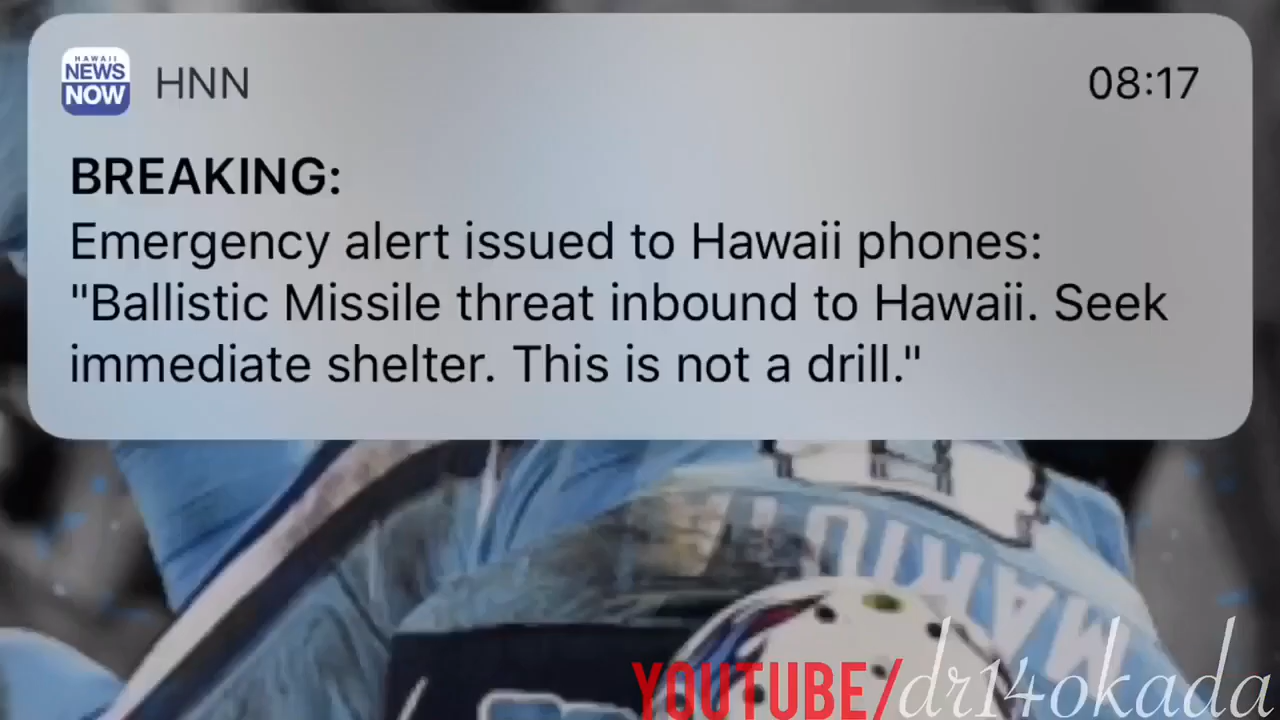 HAWAII
NEWS
NOW
HNN
08:17
BREAKING:
Emergency alert issued to Hawaii phones:
"Ballistic Missile threat inbound to Hawaii. Seek
immediate shelter. This is not a drill."
MARIOTA
YOUTUBE/dr14okada